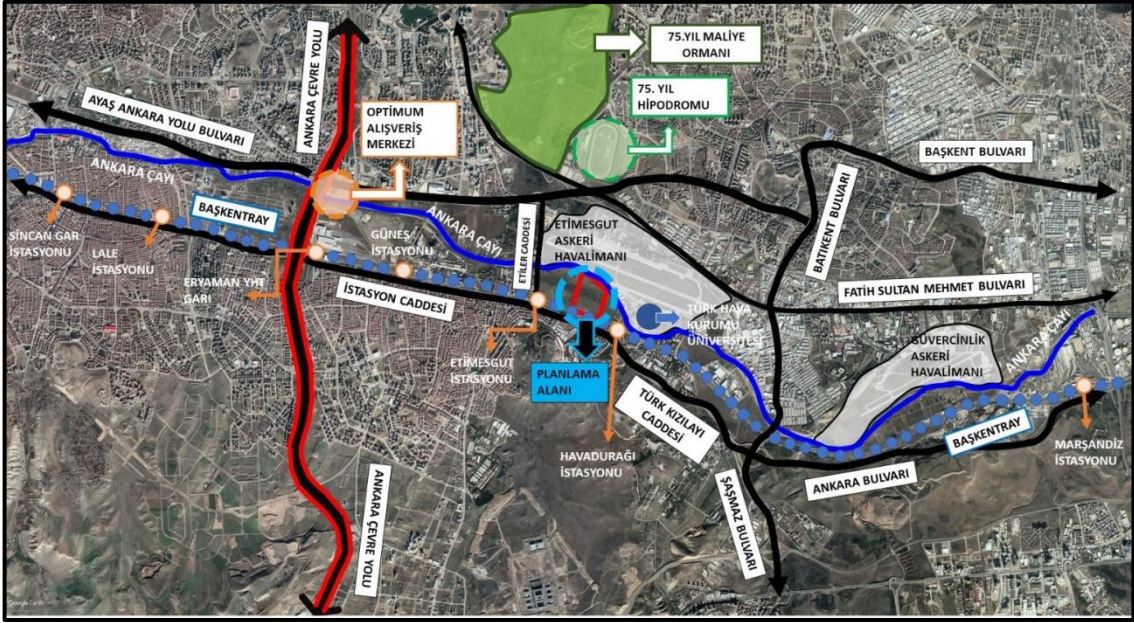 75.YIL MALİYE
ORMANI
75. YIL
HİPODROMU
ANKARA ÇEVRE YOLU
OPTİMUM
ALIŞVERİŞ
MERKEZİ
AYAŞ ANKARA YOLU BULVARI
ANKARA ÇAYI
BAŞKENT BULVARI
BATIKENT BULVARI
BAŞKENTRAY
SİNCAN GAR
İSTASYONU
LALE
İSTASYONU
ERYAMAN YHT
GARI
GÜNEŞ
İSTASYONU
ANKARA ÇAYI
ETİLER CADDESİ
ETİMESGUT
ASKERİ
HAVALİMANI
İSTASYON CADDESİ
FATİH SULTAN MEHMET BULVARI
TÜRK HAVA
KURUMU
ÜNİVERSİTESİ
GÜVERCİNLİK
ASKERİ
HAVALİMANI
ANKARA ÇAYI
ETİMESGUT
İSTASYONU
PLANLAMA
ALANI
TÜRK KIZILAYI
CADDESİ
HAVADURAĞI
İSTASYONU
BAŞKENTRAY
MARŞANDİZ
İSTASYONU
ANKARA BULVARI
ŞAŞMAZ BULVARI
ANKARA ÇEVRE YOLU
Google Earth